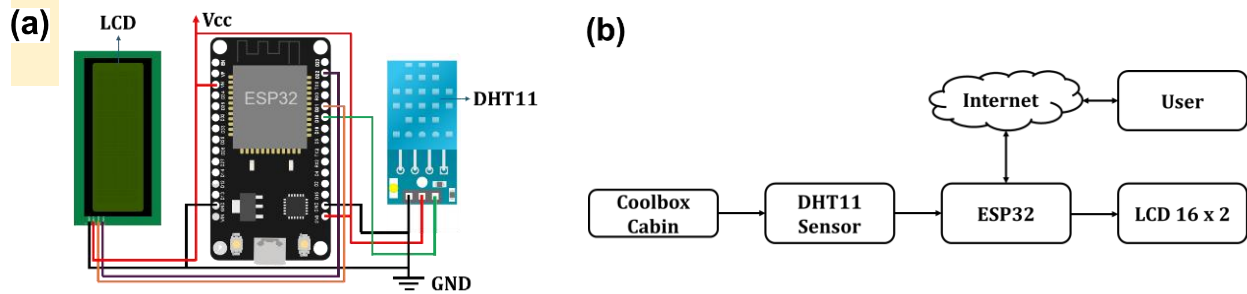 (a)
LCD
Vcc
ESP32
DHT11
GND
(b)
Internet
User
Coolbox
Cabin
DHT11
Sensor
ESP32
LCD 16 x 2